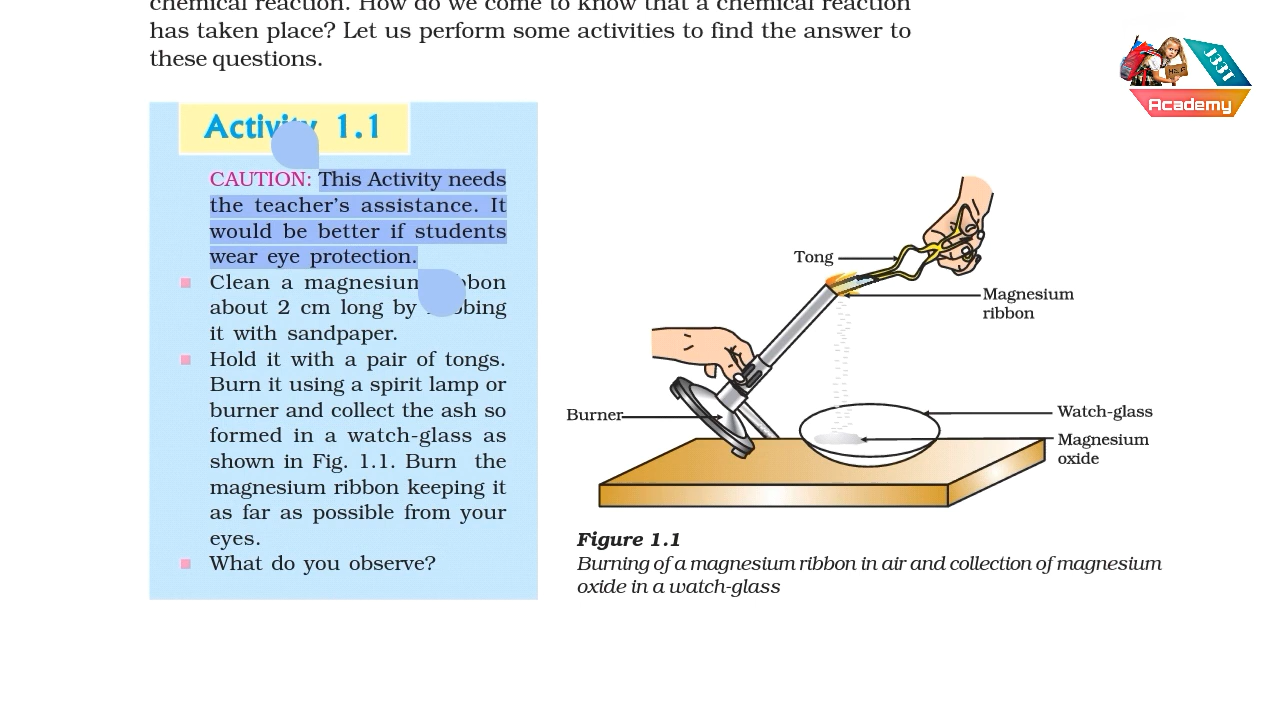 chemical reaction. How do we come to know that a chemical reaction
has taken place? Let us perform some activities to find the answer to
these questions.
J331
Academy
Activity 1.1
CAUTION: This Activity needs
the teacher's assistance. It
would be better if students
wear eye protection.
Clean a magnesium
about 2 cm long by
it with sandpaper.
Hold it with a pair of tongs.
Burn it using a spirit lamp or
burner and collect the ash so
formed in a watch-glass as
shown in Fig. 1.1. Burn the
magnesium ribbon keeping it
as far as possible from your
eyes.
What do you observe?
Tong
Magnesium
ribbon
Burner
Watch-glass
Magnesium
oxide
Figure 1.1
Burning of a magnesium ribbon in air and collection of magnesium
oxide in a watch-glass